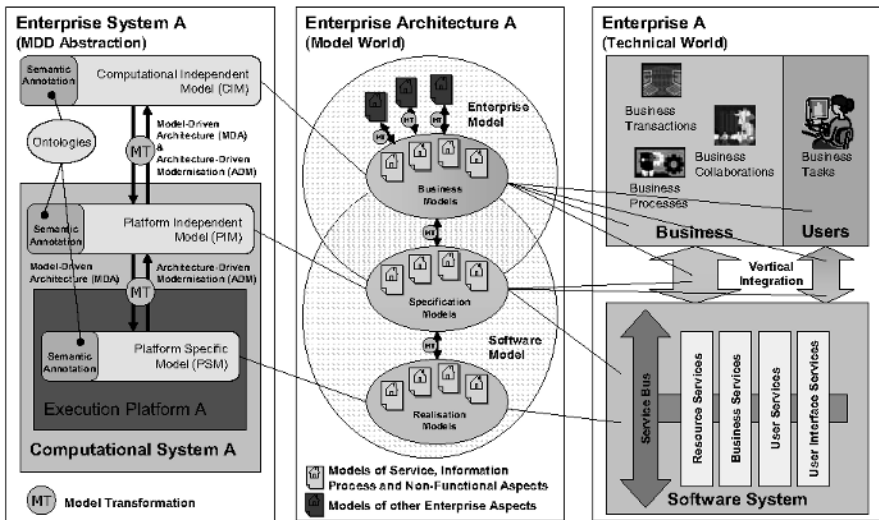 Enterprise System A
(MDD Abstraction)
Semantic
Annotation
Computational Independent
Model (CIM)
Ontologies
MT
Model-Driven
Architecture (MDA)
&
Architecture-Driven
Modernisation (ADM)
Semantic
Annotation
Platform Independent
Model (PIM)
Model-Driven
Architecture (MDA)
MT
Architecture-Driven
Modernisation (ADM)
Semantic
Annotation
Platform Specific
Model (PSM)
Execution Platform A
Computational System A
MT
Model Transformation
Enterprise Architecture A
(Model World)
MT
MT
MT
Enterprise
Model
Business
Models
MT
Specification
Models
MT
Software
Model
Realisation
Models
Models of Service, Information
Process and Non-Functional Aspects
Models of other Enterprise Aspects
Enterprise A
(Technical World)
Business
Transactions
Business
Collaborations
Business
Processes
Business
Business
Tasks
Users
Vertical
Integration
Service Bus
Resource Services
Business Services
User Services
User Interface Services
Software System